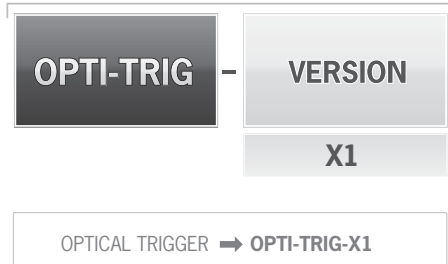 OPTI-TRIG - VERSION
X1
OPTICAL TRIGGER ➡ OPTI-TRIG-X1